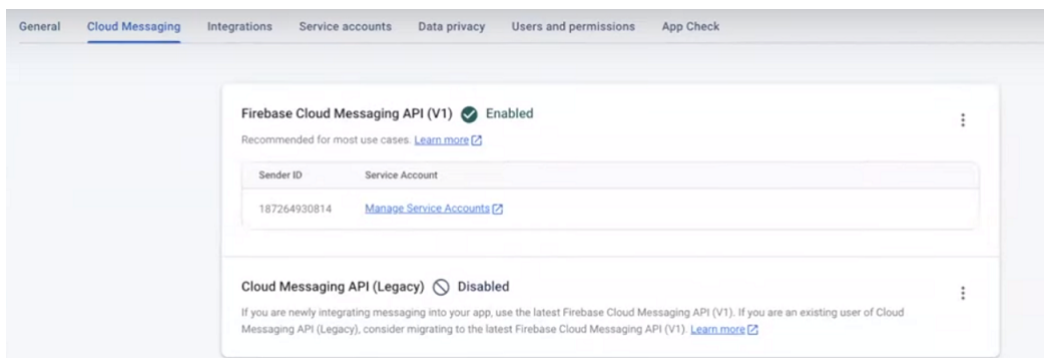 General Cloud Messaging Integrations Service accounts Data privacy Users and permissions App Check
Firebase Cloud Messaging API (V1) Enabled
Recommended for most use cases. Learn more
Sender ID Service Account
187264930814 Manage Service Accounts
Cloud Messaging API (Legacy) Disabled
If you are newly integrating messaging into your app, use the latest Firebase Cloud Messaging API (V1). If you are an existing user of Cloud
Messaging API (Legacy), consider migrating to the latest Firebase Cloud Messaging API (V1). Learn more